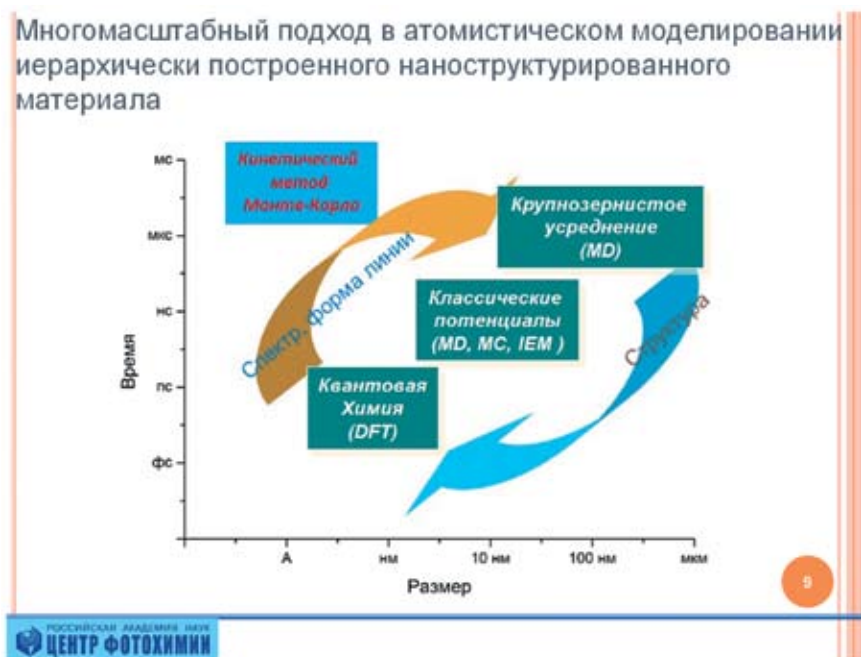 Многомасштабный подход в атомистическом моделировании
иерархически построенного наноструктурированного
материала
Кинетический
метод
Монте-Карло
Крупнозернистое
усреднение
(MD)
Классические
потенциалы
(MD, MC, IEM )
Квантовая
Химия
(DFT)
Спектр, форма линии
Структура
Время
мс
мкс
нс
пс
фс
А
нм
10 нм
100 нм
мкм
Размер
9
РОССИЙСКАЯ АКАДЕМИЯ НАУК
ЦЕНТР ФОТОХИМИИ